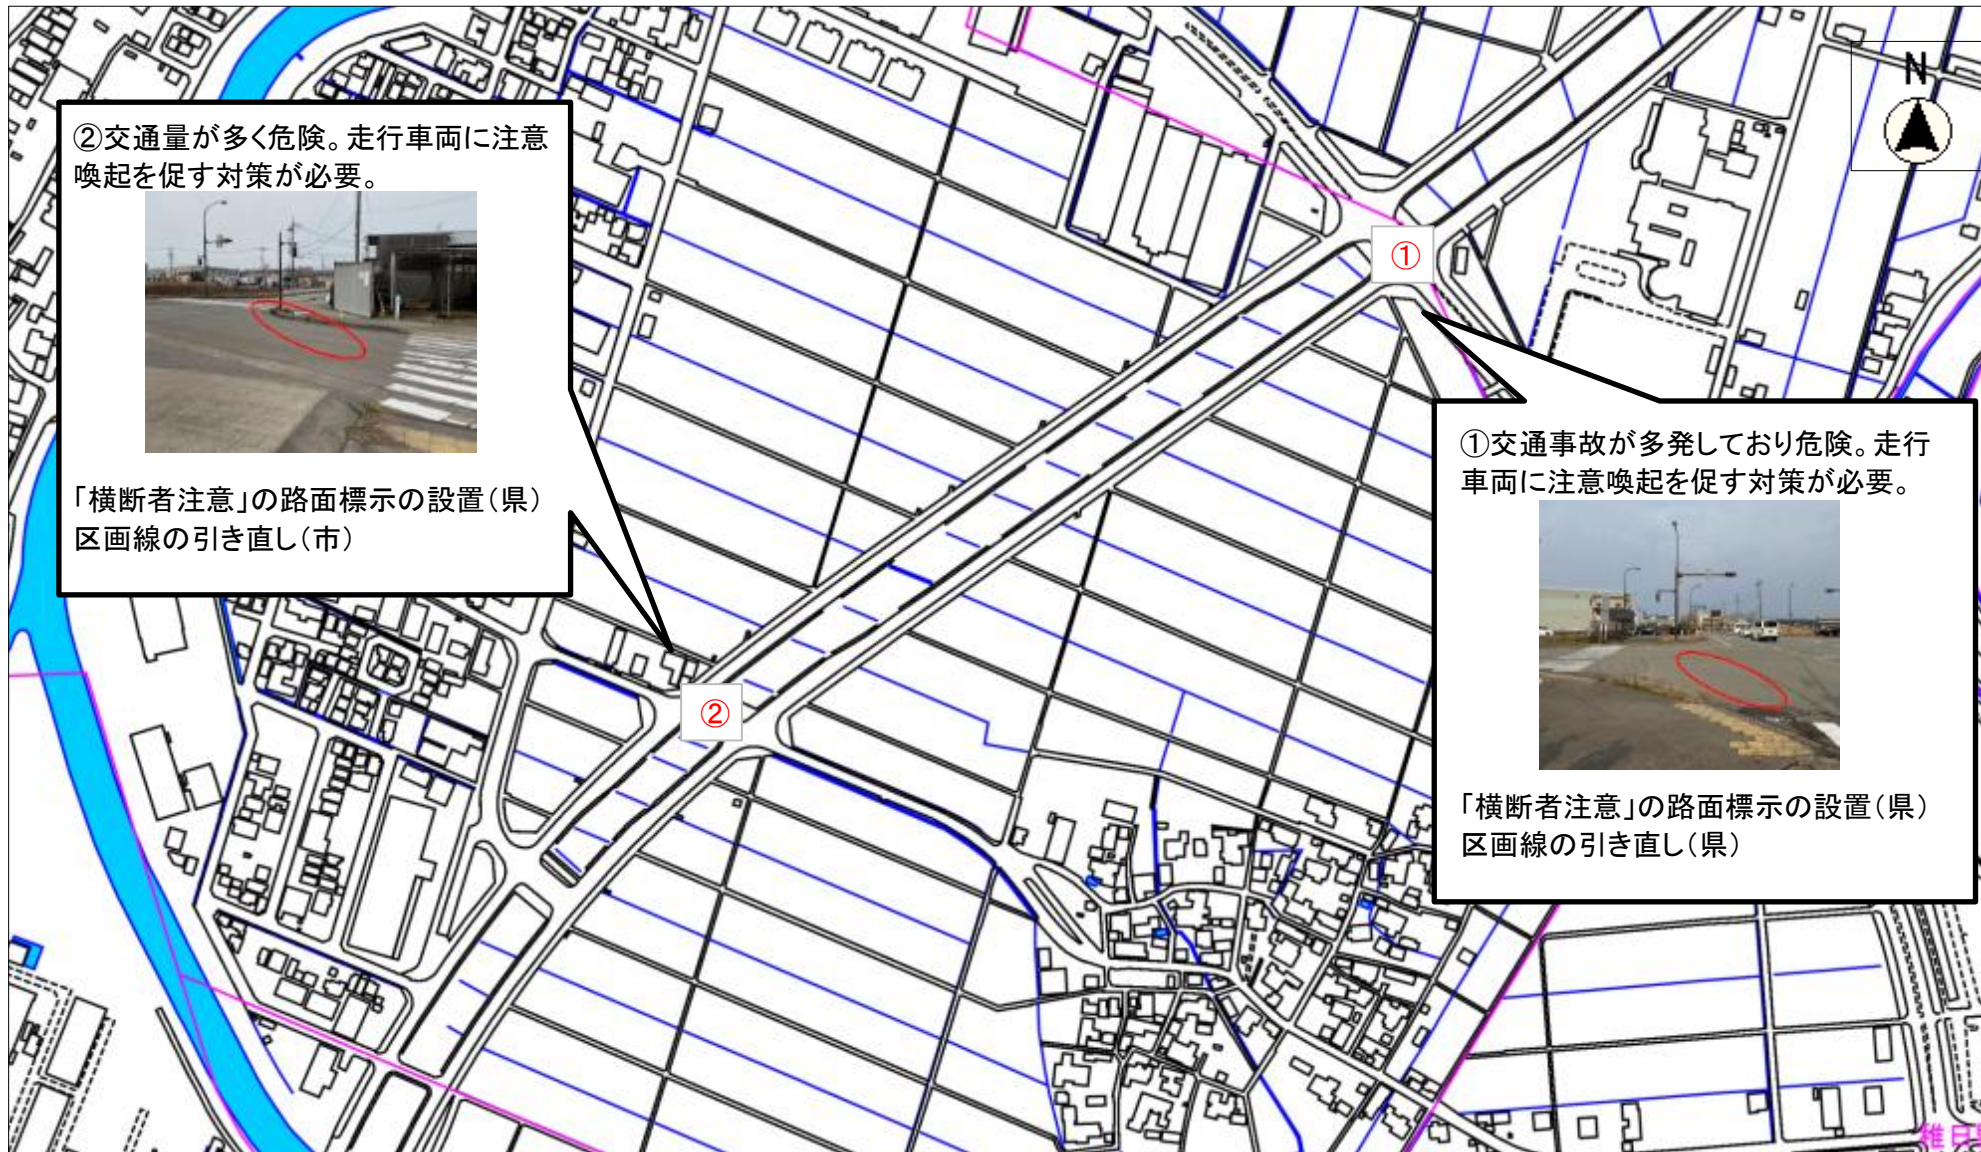 N
②交通量が多く危険。走行車両に注意
喚起を促す対策が必要。
「横断者注意」の路面標示の設置(県)
区画線の引き直し(市)
①
①交通事故が多発しており危険。走行
車両に注意喚起を促す対策が必要。
「横断者注意」の路面標示の設置(県)
区画線の引き直し(県)
②
稚日